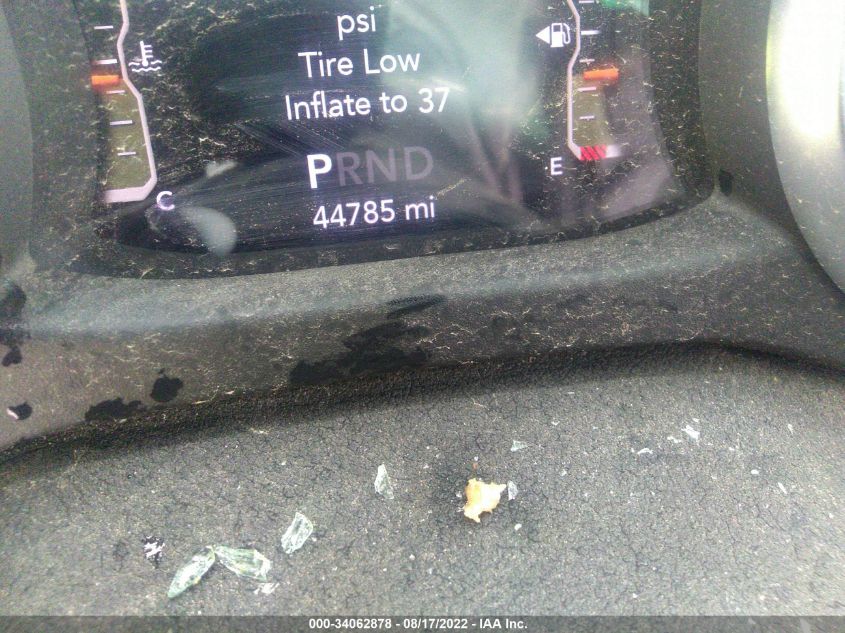 psi
Tire Low
Inflate to 37
PRND
E
C
44785 mi
000-34062878 - 08/17/2022 - IAA Inc.